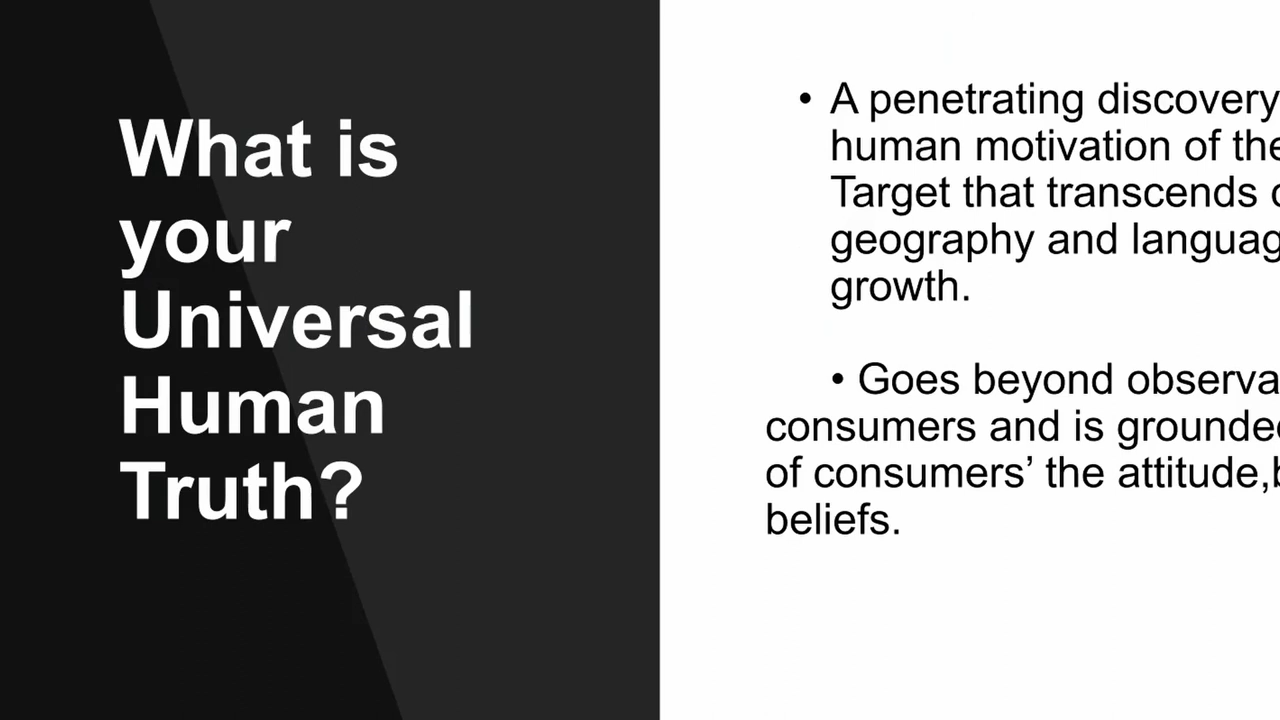 What is
your
Universal
Human
Truth?
• A penetrating discovery
human motivation of the
Target that transcends
geography and languag
growth.
• Goes beyond observa
consumers and is grounded
of consumers’ the attitude,b
beliefs.